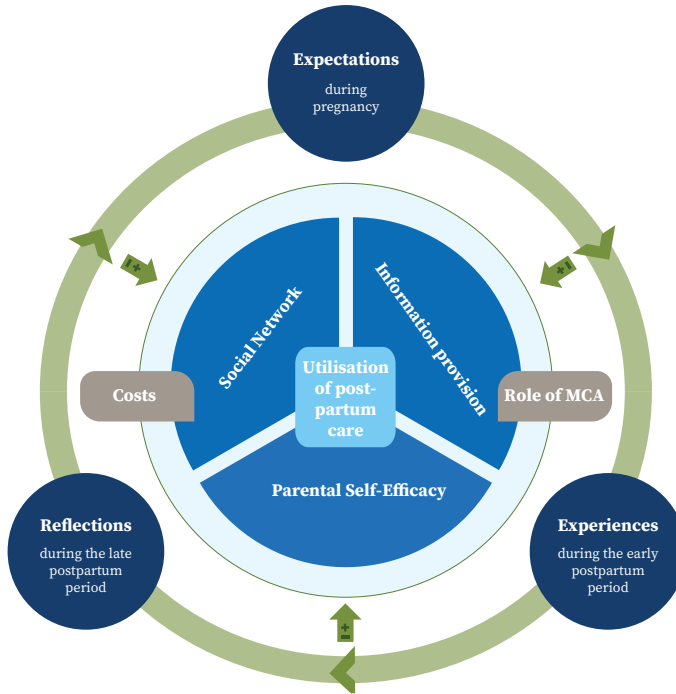 Expectations
during
pregnancy
±
±
Social Network
Information provision
Utilisation
of post-
partum
care
Costs
Role of MCA
Parental Self-Efficacy
Reflections
during the late
postpartum
period
Experiences
during the early
postpartum
period
±